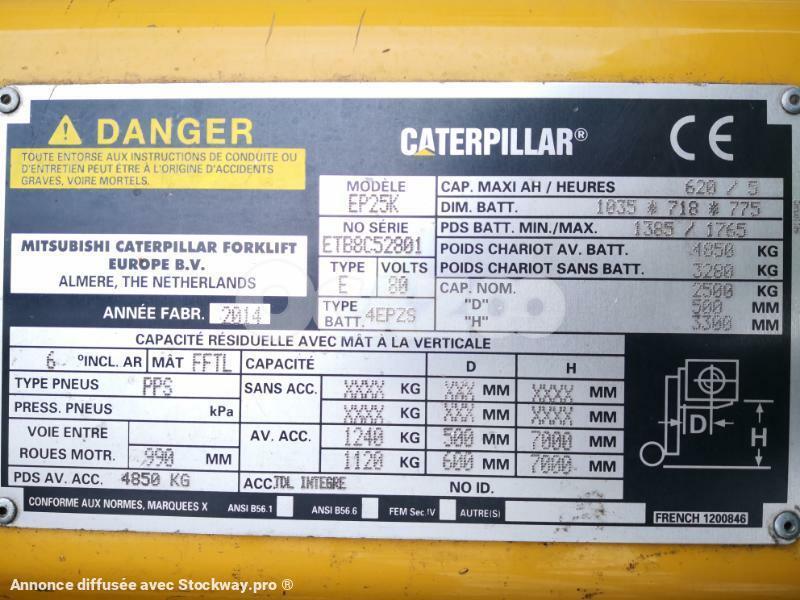 DANGER
TOUTE ENTORSE AUX INSTRUCTIONS DE CONDUITE OU
D'ENTRETIEN PEUT ÊTRE À L'ORIGINE D'ACCIDENTS
GRAVES, VOIRE MORTELS.
CATERPILLAR®
CE
MITSUBISHI CATERPILLAR FORKLIFT
EUROPE B.V.
ALMERE, THE NETHERLANDS
ANNÉE FABR. 2014
MODÈLE
EP25K
NO SÉRIE
ETB8C52801
TYPE VOLTS
E 80
TYPE
BATT. 4EPZS
CAP. MAXI AH / HEURES 620 / 5
DIM. BATT. 1035 * 718 * 775
PDS BATT. MIN./MAX. 1385 / 1765
POIDS CHARIOT AV. BATT. 4850 KG
POIDS CHARIOT SANS BATT. 3280 KG
CAP. NOM. 2500 KG
"D" 500 MM
"H" 3300 MM
CAPACITÉ RÉSIDUELLE AVEC MÂT À LA VERTICALE
6 °INCL. AR MÂT FFTL CAPACITÉ D H
TYPE PNEUS PPS SANS ACC. XXXX KG XXX MM XXXX MM
PRESS. PNEUS kPa XXXX KG XXX MM XXXX MM
VOIE ENTRE AV. ACC. 1240 KG 500 MM 7000 MM
ROUES MOTR. 990 MM 1120 KG 600 MM 7000 MM
PDS AV. ACC. 4850 KG ACC. TDL INTEGRE NO ID.
CONFORME AUX NORMES, MARQUEES X ANSI B56.1 ANSI B56.6 FEM Sec.IV AUTRE(S)
D H
FRENCH 1200846
Annonce diffusée avec Stockway.pro ®